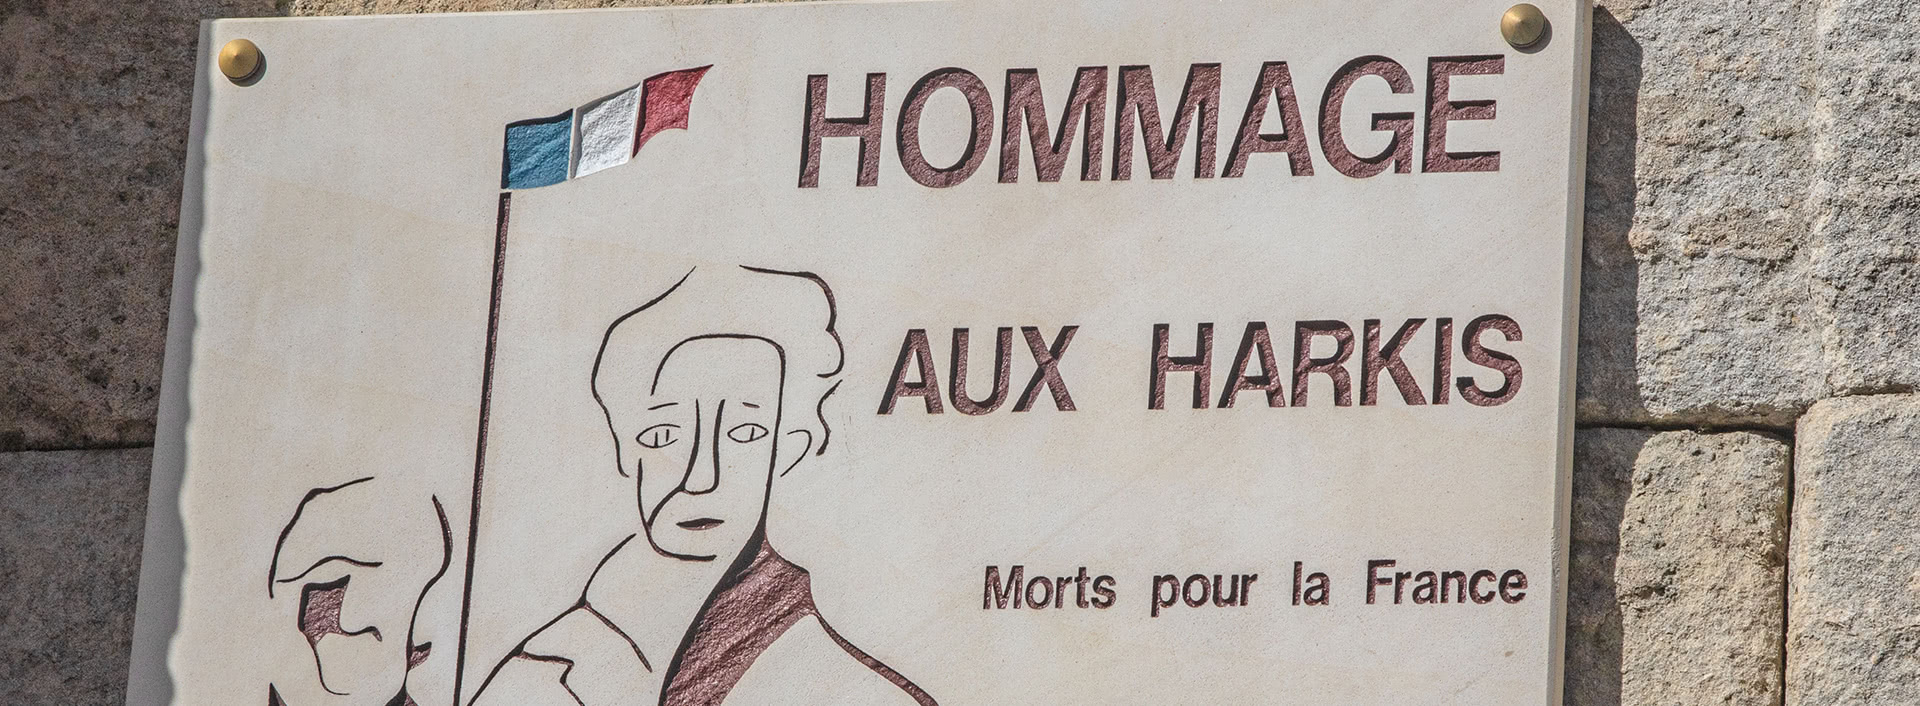 HOMMAGE
AUX HARKIS
Morts pour la France